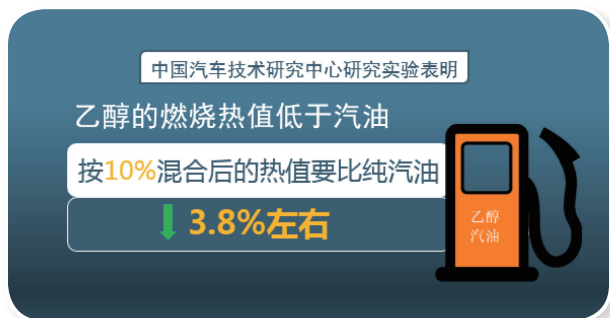 中国汽车技术研究中心研究实验表明
乙醇的燃烧热值低于汽油
按10%混合后的热值要比纯汽油
3.8%左右
乙醇
汽油